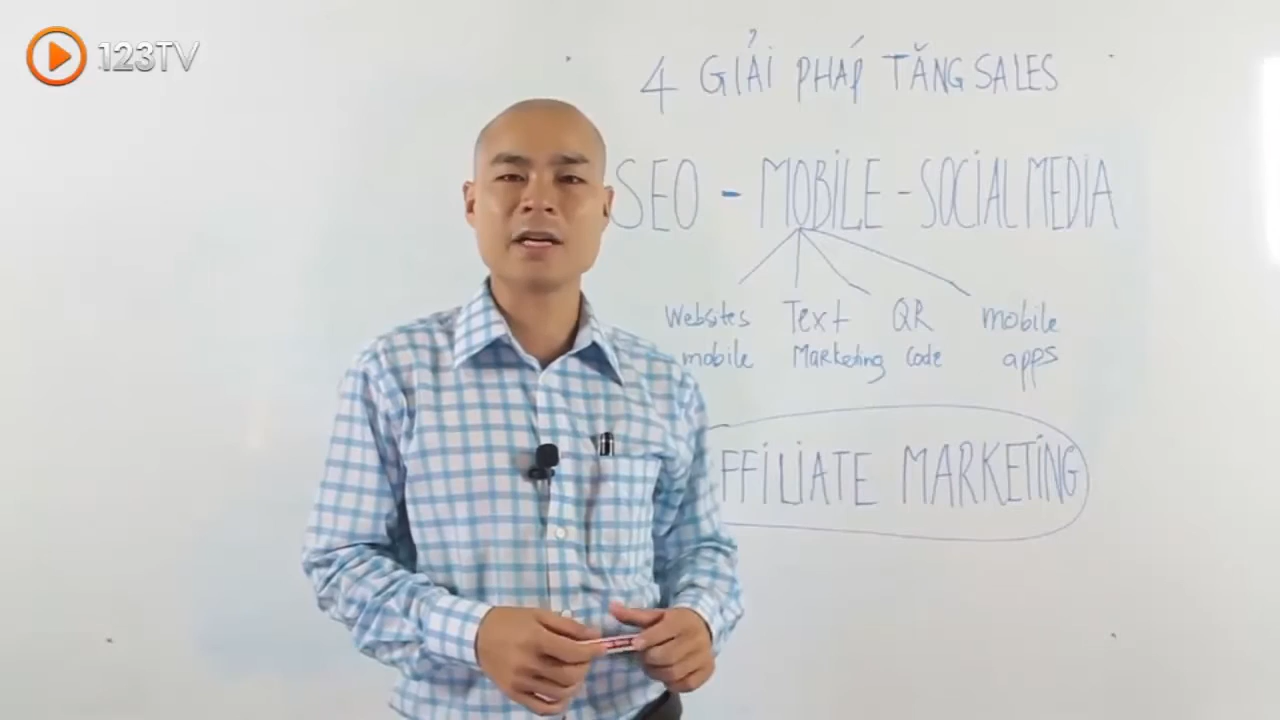 123TV
4 GIẢI PHÁP TĂNG SALES
SEO - MOBILE - SOCIAL MEDIA
Websites Text QR mobile
mobile Marketing Code apps
FFILIATE MARKETING